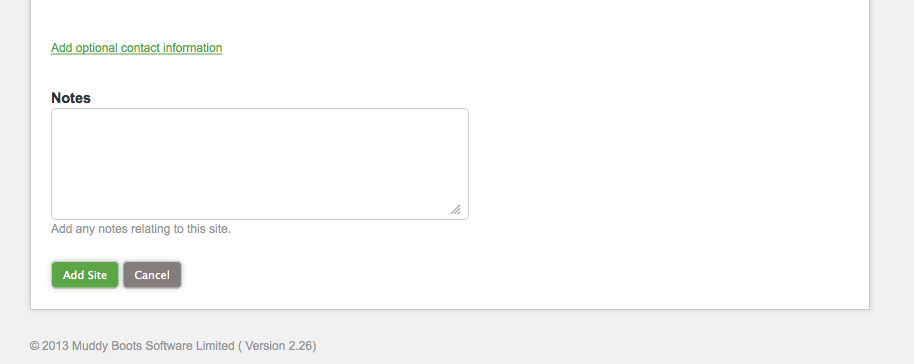 Add optional contact information
Notes
Add any notes relating to this site.
Add Site Cancel
© 2013 Muddy Boots Software Limited ( Version 2.26)